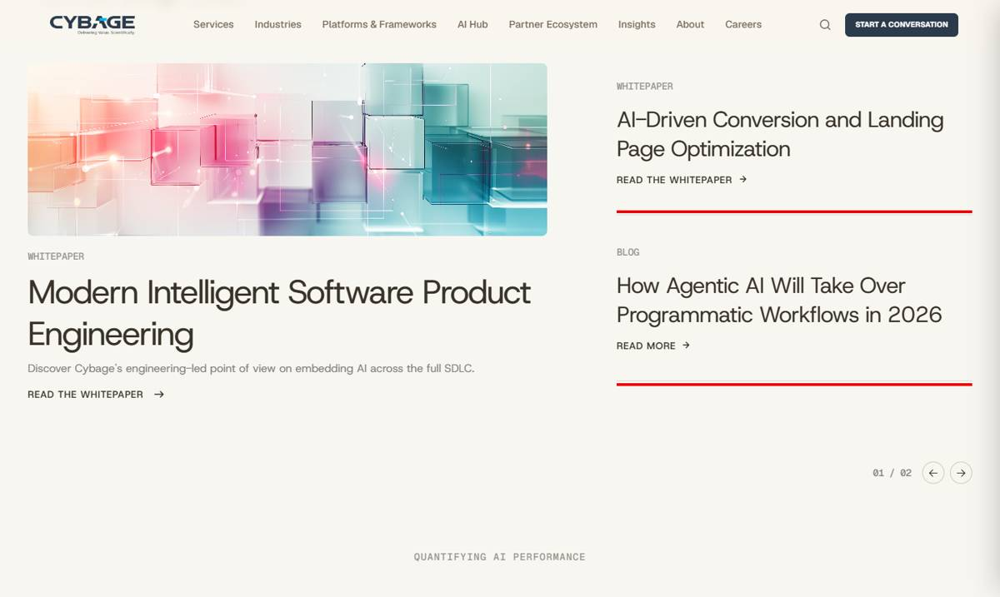 CYBAGE
Delivering Value. Scientifically.
Services Industries Platforms & Frameworks AI Hub Partner Ecosystem Insights About Careers
START A CONVERSATION
WHITEPAPER
Modern Intelligent Software Product
Engineering
Discover Cybage's engineering-led point of view on embedding AI across the full SDLC.
READ THE WHITEPAPER →
WHITEPAPER
AI-Driven Conversion and Landing
Page Optimization
READ THE WHITEPAPER →
BLOG
How Agentic AI Will Take Over
Programmatic Workflows in 2026
READ MORE →
01 / 02 ← →
QUANTIFYING AI PERFORMANCE